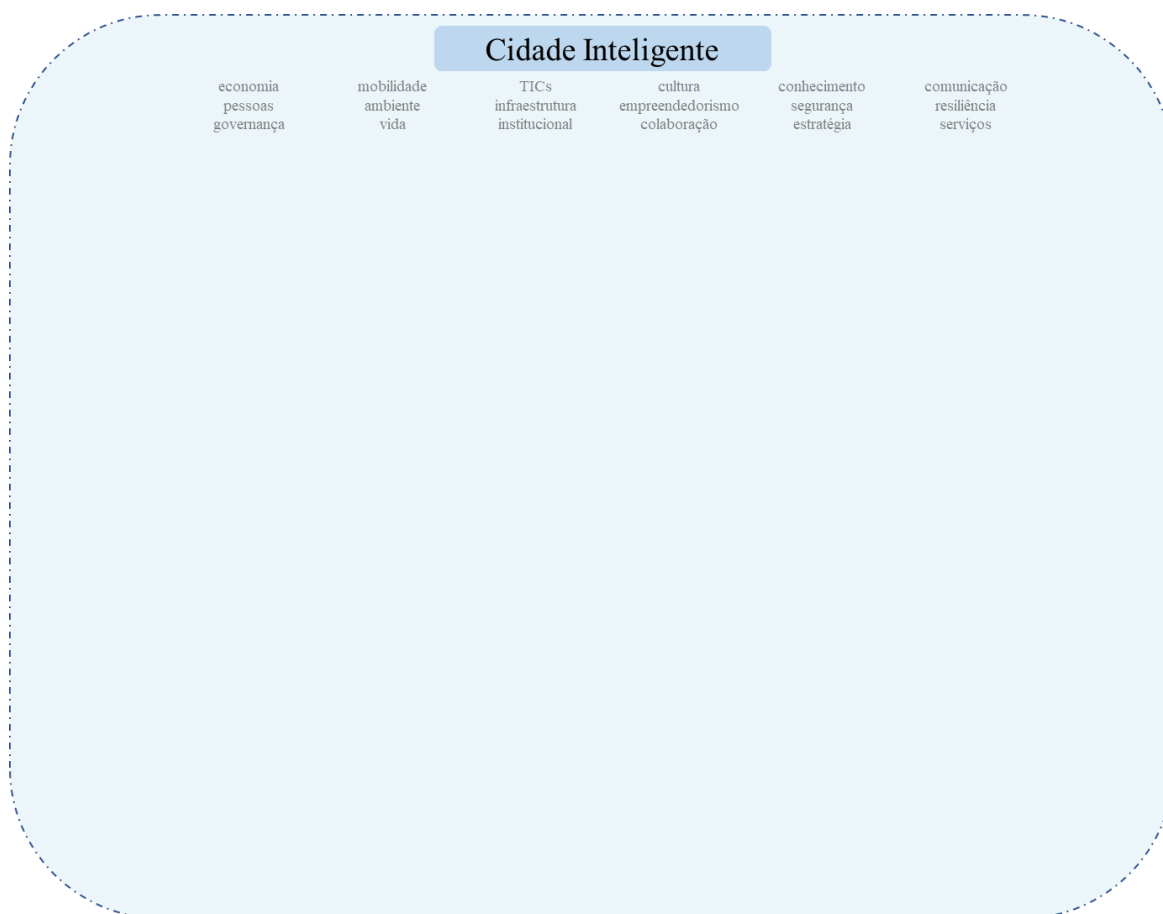 Cidade Inteligente
economia mobilidade TICs cultura conhecimento comunicação
pessoas ambiente infraestrutura empreendedorismo segurança resiliência
governança vida institucional colaboração estratégia serviços